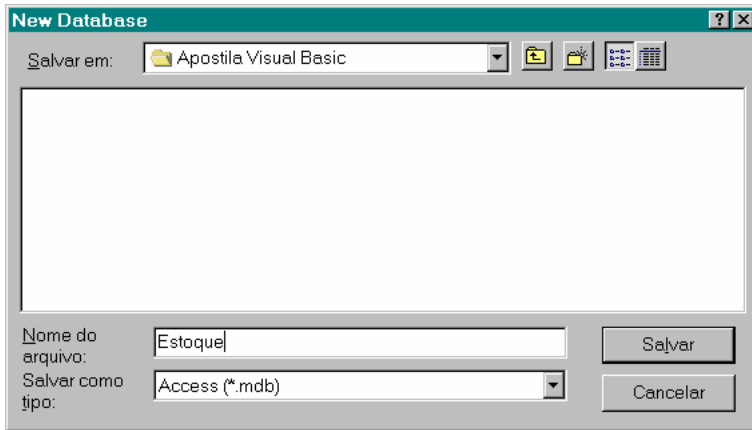 New Database
Salvar em: Apostila Visual Basic
Nome do
arquivo: Estoque Salvar
Salvar como
tipo: Access (*.mdb) Cancelar